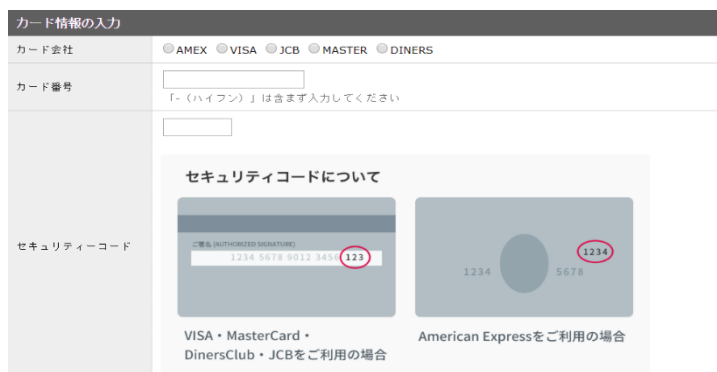 カード情報の入力
カード会社
AMEX VISA JCB MASTER DINERS
カード番号
「-（ハイフン）」は含まず入力してください
セキュリティーコード
セキュリティコードについて
ご署名 (AUTHORIZED SIGNATURE)
1234 5678 9012 3456 123
1234
1234 5678
VISA・MasterCard・
DinersClub・JCBをご利用の場合
American Expressをご利用の場合